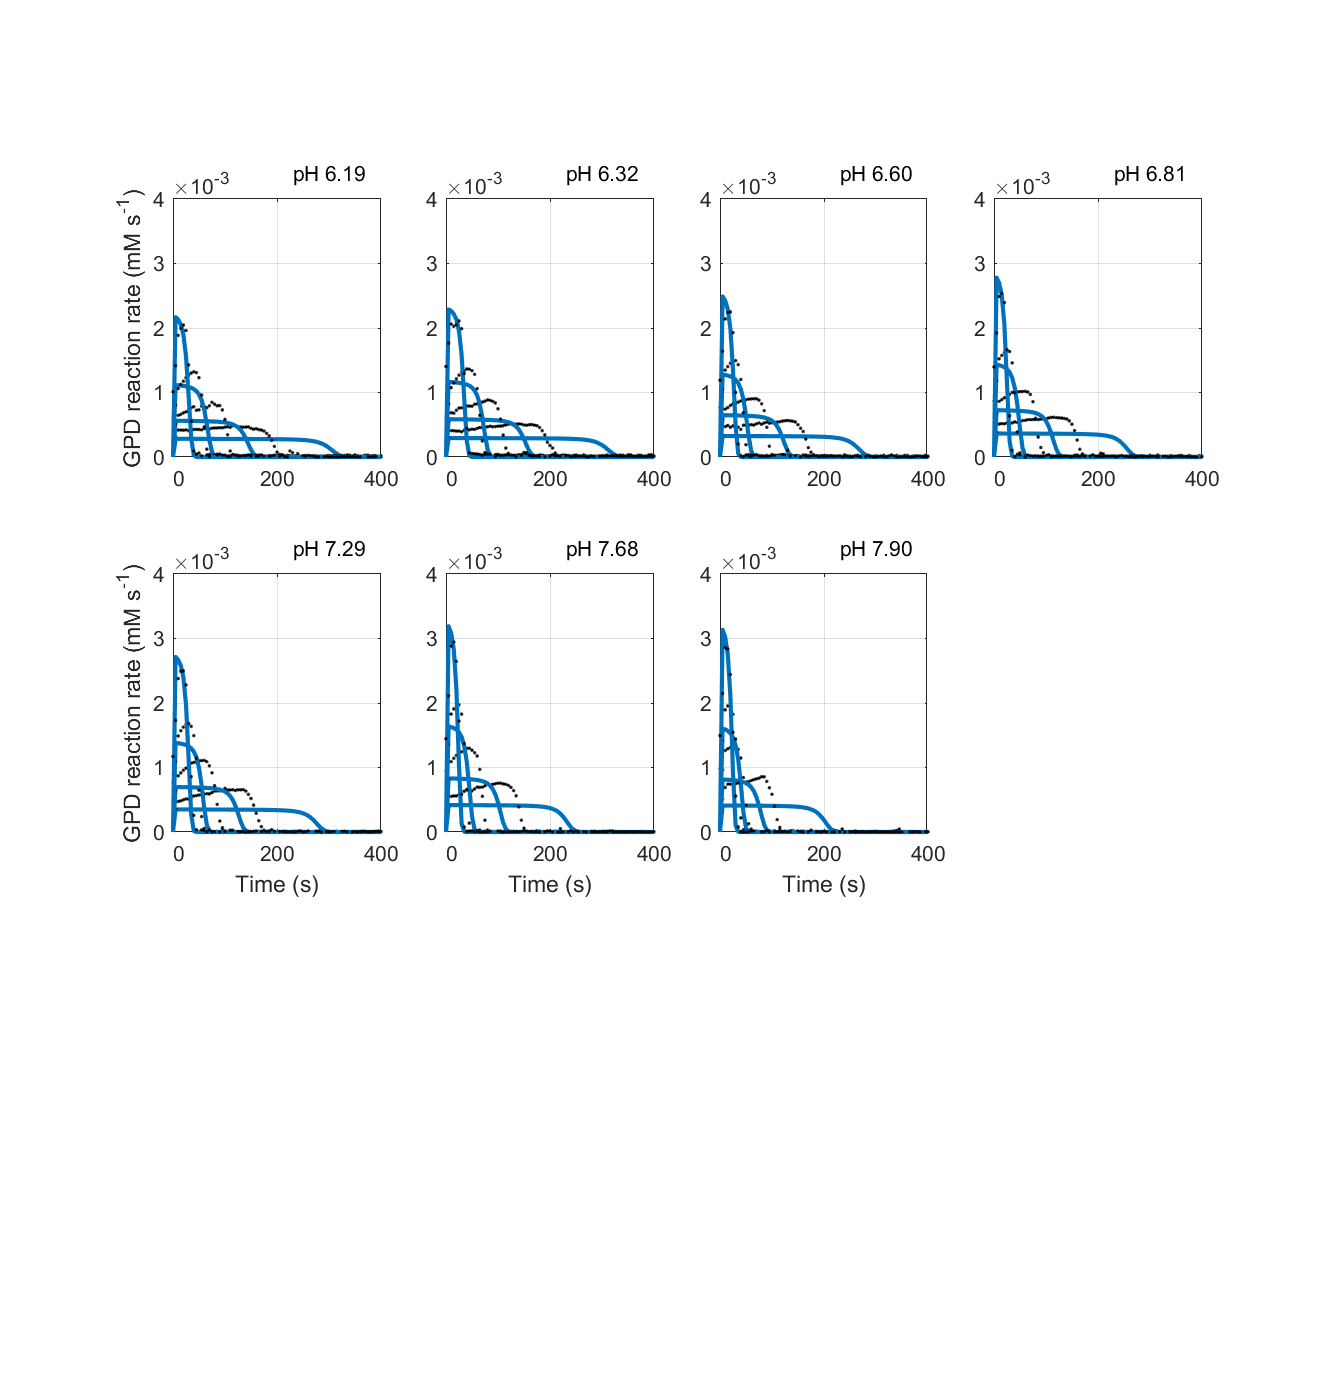 pH 6.19 pH 6.32 pH 6.60 pH 6.81
×10⁻³ ×10⁻³ ×10⁻³ ×10⁻³
GPD reaction rate (mM s⁻¹)
4 4 4 4
3 3 3 3
2 2 2 2
1 1 1 1
0 0 0 0
0 200 400 0 200 400 0 200 400 0 200 400
pH 7.29 pH 7.68 pH 7.90
×10⁻³ ×10⁻³ ×10⁻³
GPD reaction rate (mM s⁻¹)
4 4 4
3 3 3
2 2 2
1 1 1
0 0 0
0 200 400 0 200 400 0 200 400
Time (s) Time (s) Time (s)